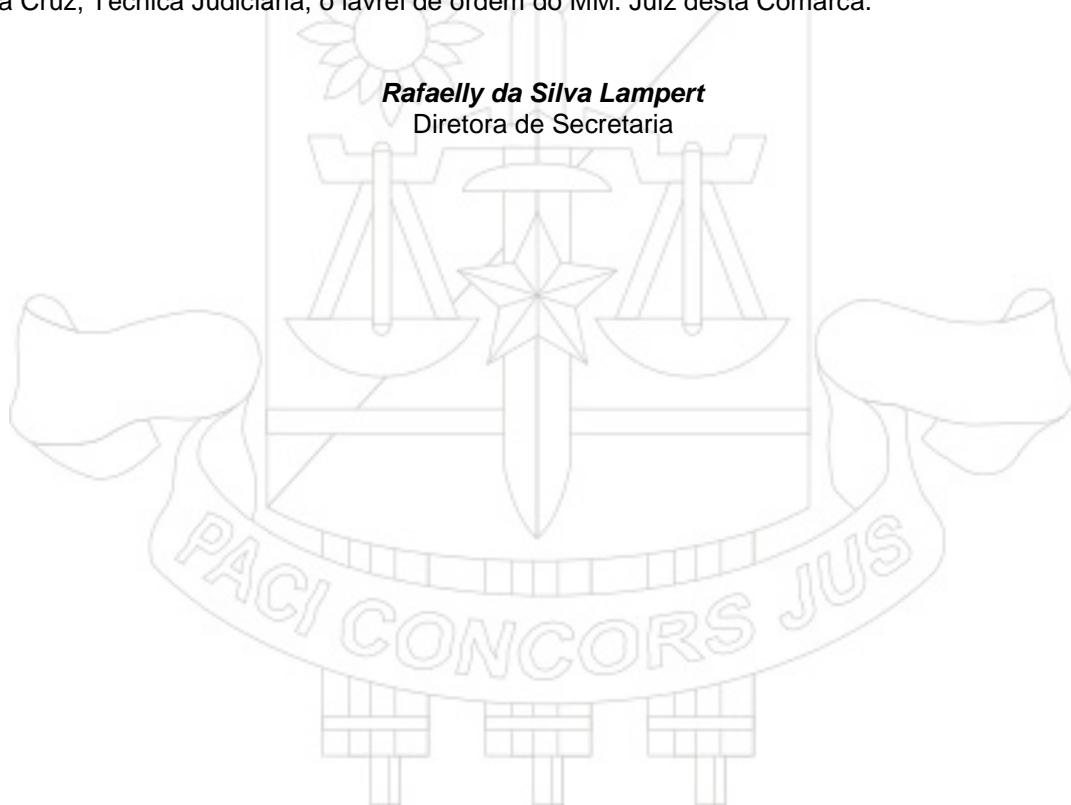 a Cruz, Técnica Judiciária, o lavrei de ordem do MM. Juiz desta Comarca.
Rafaelly da Silva Lampert
Diretora de Secretaria
PACI CONCORS JUS